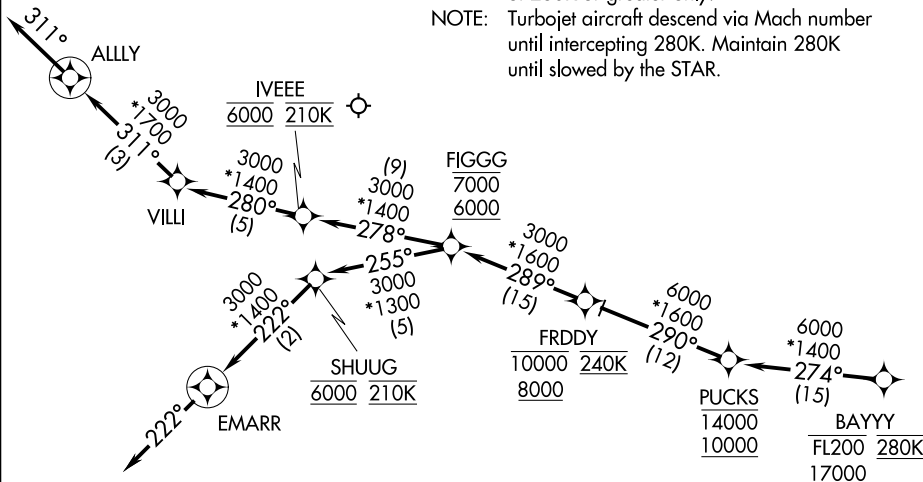 NOTE: Turbojet aircraft descend via Mach number
until intercepting 280K. Maintain 280K
until slowed by the STAR.
311°
ALLLY
3000
*1700
311°
(3)
VILLI
IVEEE
6000 210K
3000
*1400
280°
(5)
(9)
3000
*1400
278°
FIGGG
7000
6000
255°
3000
*1300
(5)
3000
*1400
222°
(2)
SHUUG
6000 210K
EMARR
222°
3000
*1600
289°
(15)
FRDDY
10000 240K
8000
6000
*1600
290°
(12)
PUCKS
14000
10000
6000
*1400
274°
(15)
BAYYY
FL200 280K
17000